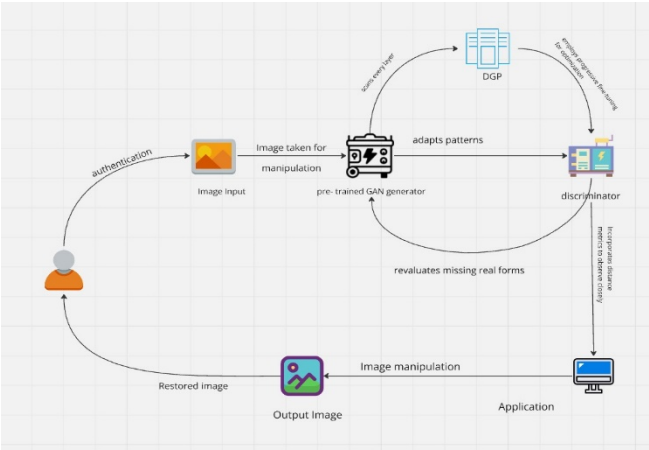 scans every layer
DGP
employs progressive fine tuning
for optimization
authentication
Image Input
Image taken for
manipulation
pre- trained GAN generator
adapts patterns
discriminator
revaluates missing real forms
Incorporates distance
metrics to observe closely
Restored image
Output Image
Image manipulation
Application